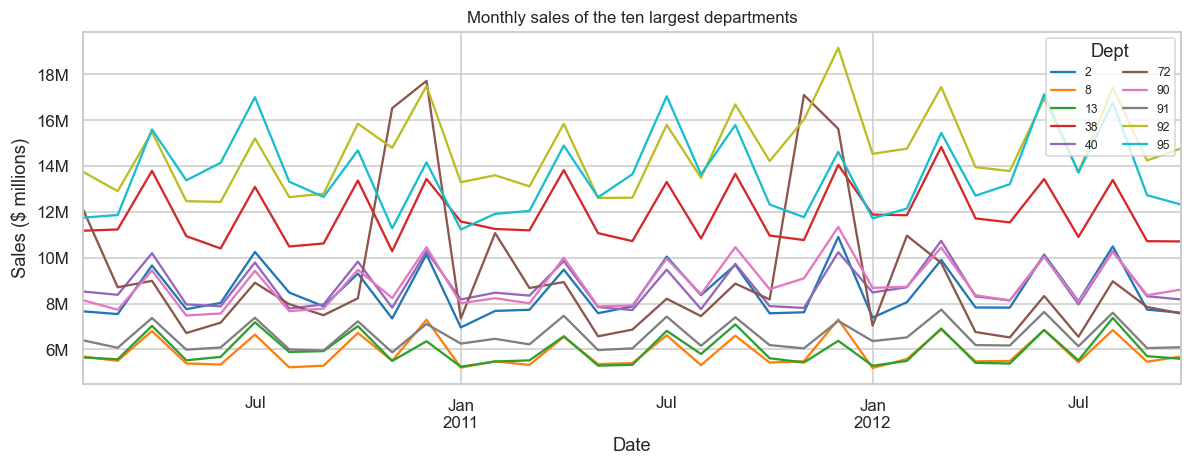 Monthly sales of the ten largest departments
Sales ($ millions)
18M
16M
14M
12M
10M
8M
6M
Dept
2 72
8 90
13 91
38 92
40 95
Jul Jan Jul Jan Jul
2011 2012
Date